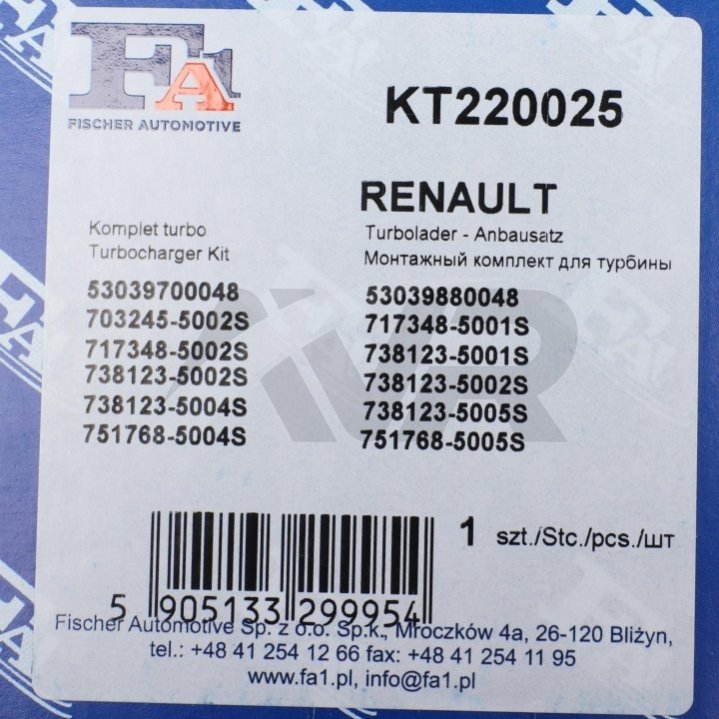 FA1
FISCHER AUTOMOTIVE
KT220025
RENAULT
Komplet turbo
Turbocharger Kit
Turbolader - Anbausatz
Монтажный комплект для турбины
53039700048
703245-5002S
717348-5002S
738123-5002S
738123-5004S
751768-5004S
53039880048
717348-5001S
738123-5001S
738123-5002S
738123-5005S
751768-5005S
1 szt./Stc./pcs./шт
5 905133 299954
Fischer Automotive Sp. z o.o. Sp.k., Mroczków 4a, 26-120 Bliżyn,
tel.: +48 41 254 12 66 fax: +48 41 254 11 95
www.fa1.pl, info@fa1.pl